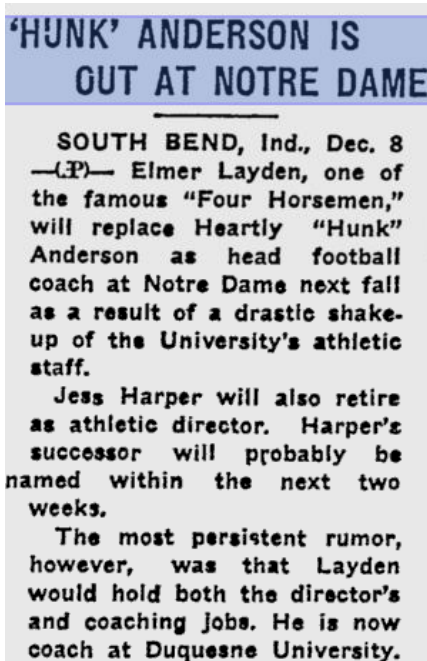 'HUNK' ANDERSON IS
OUT AT NOTRE DAME
SOUTH BEND, Ind., Dec. 8
—(AP)— Elmer Layden, one of
the famous "Four Horsemen,"
will replace Heartly "Hunk"
Anderson as head football
coach at Notre Dame next fall
as a result of a drastic shake-
up of the University's athletic
staff.
Jess Harper will also retire
as athletic director. Harper's
successor will probably be
named within the next two
weeks.
The most persistent rumor,
however, was that Layden
would hold both the director's
and coaching jobs. He is now
coach at Duquesne University.